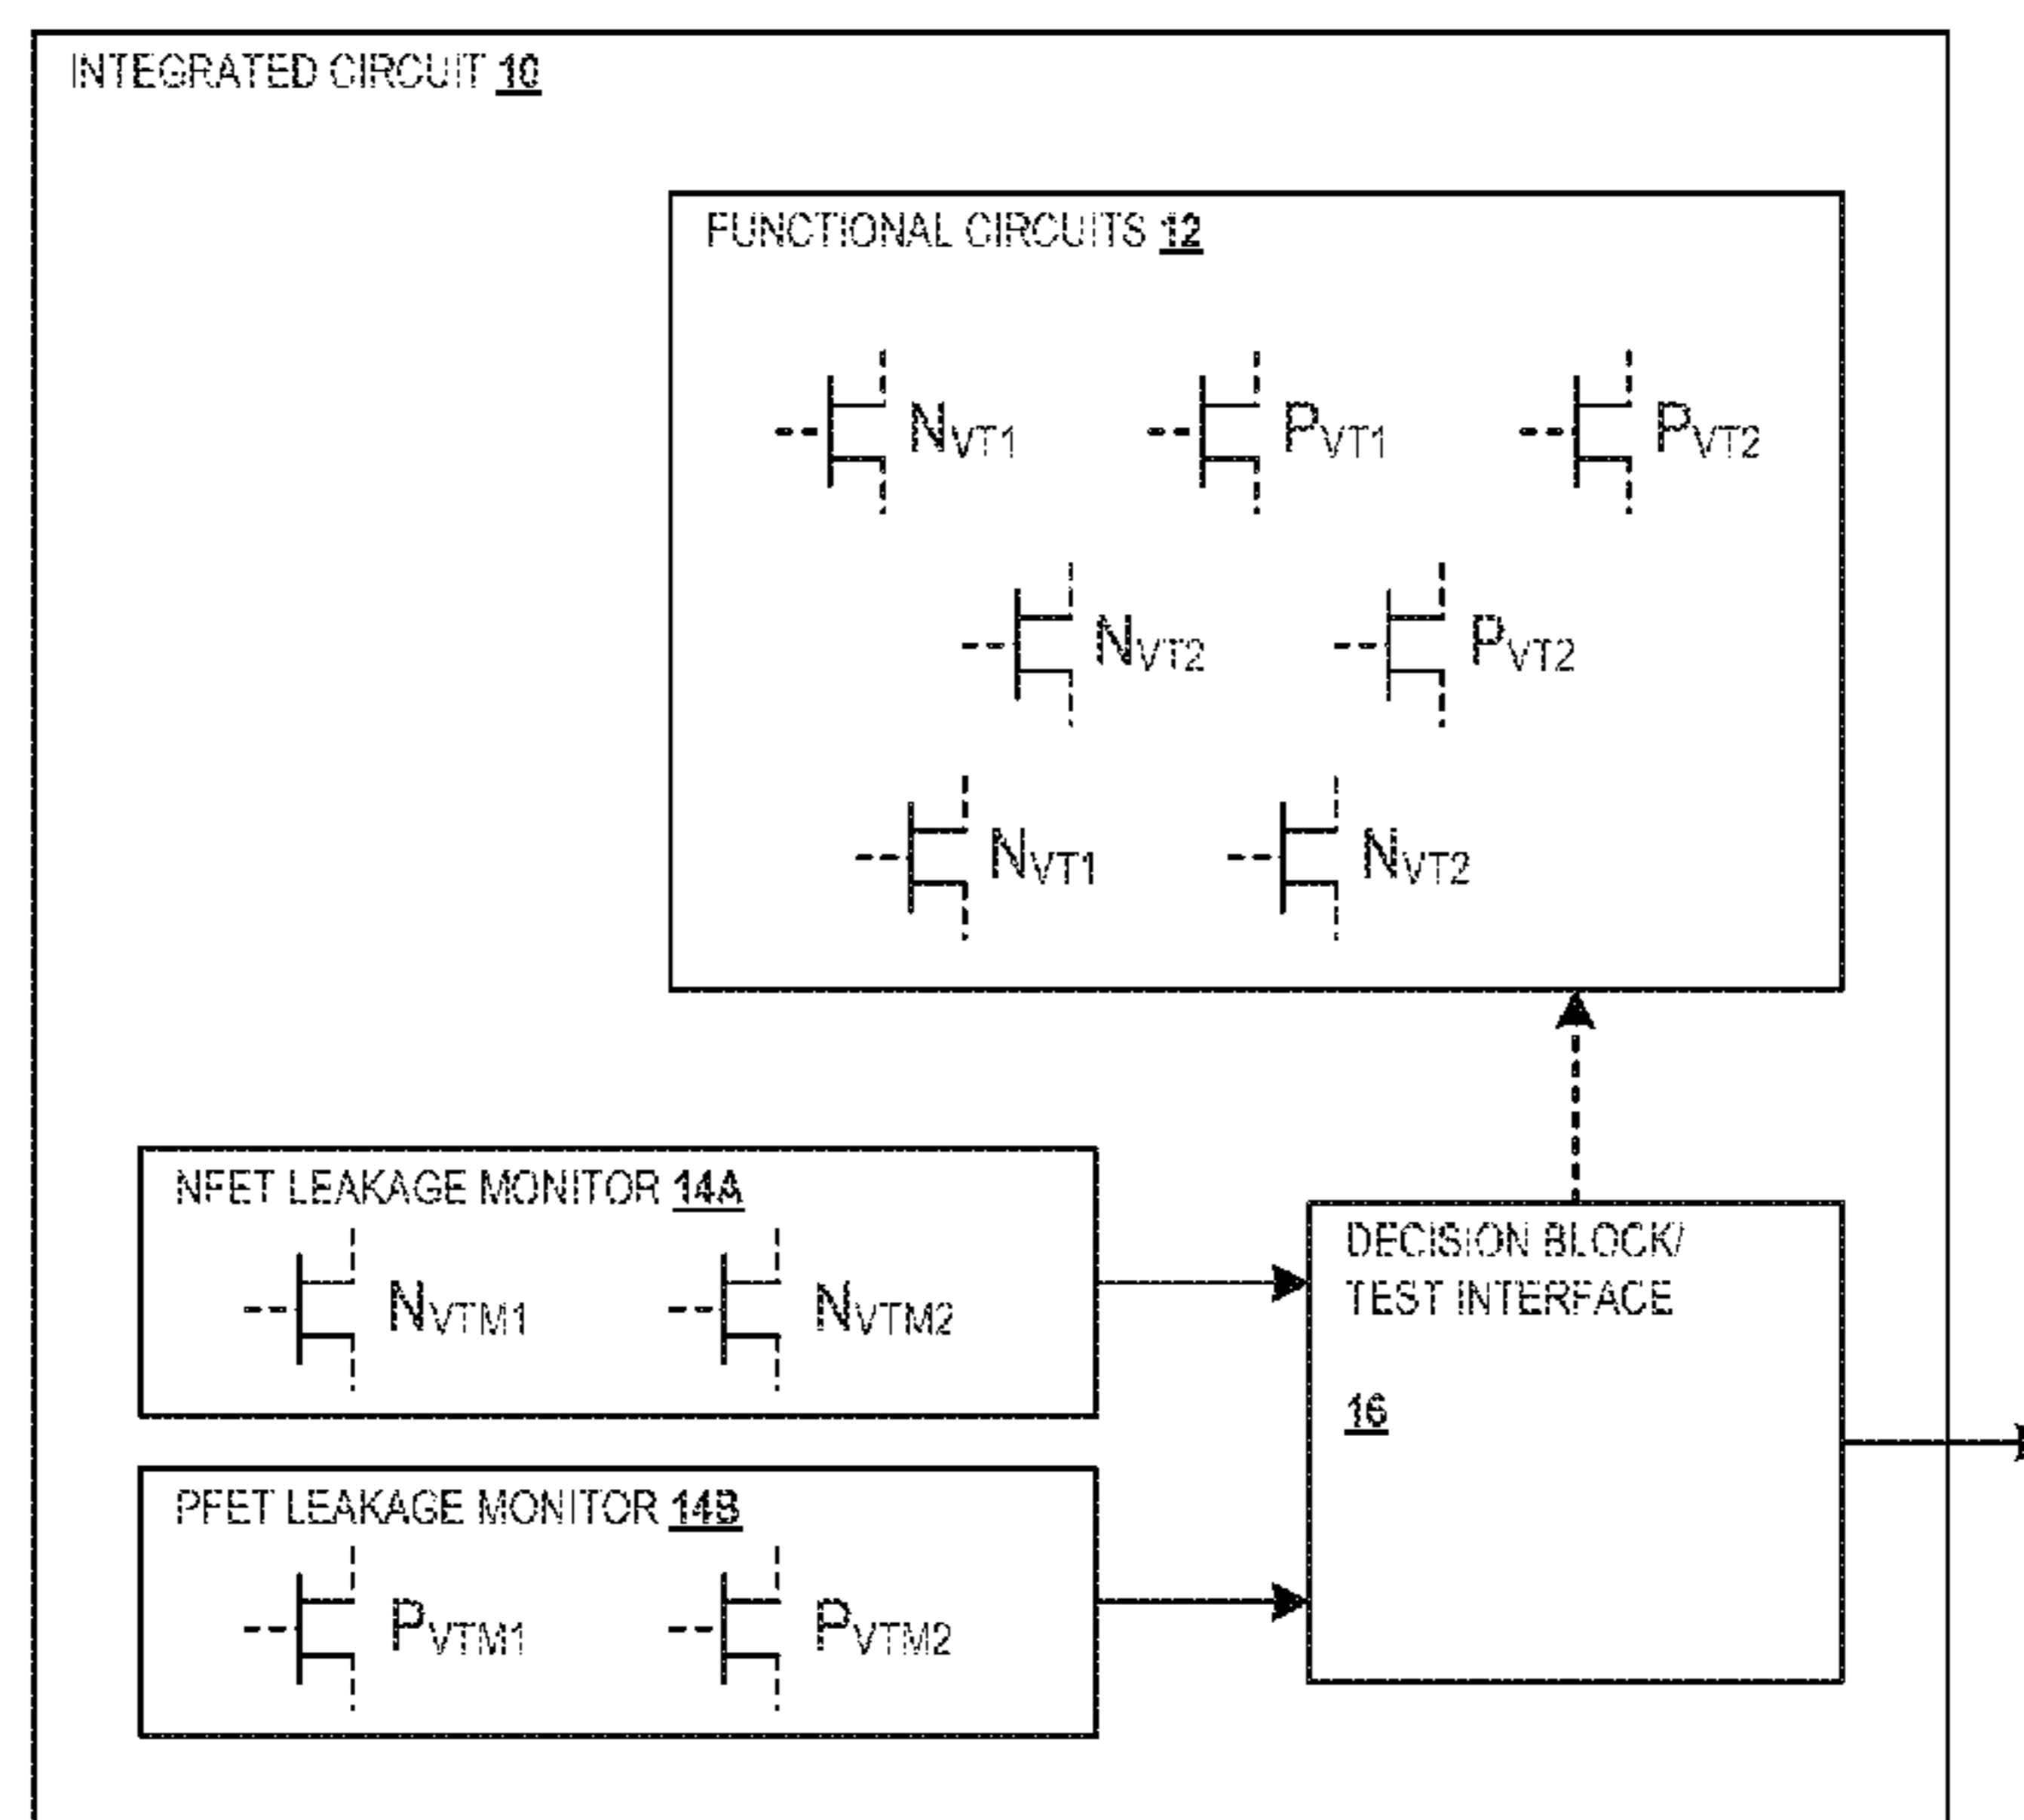 INTEGRATED CIRCUIT 10
FUNCTIONAL CIRCUITS 12
NVT1 PVT1 PVT2
NVT2 PVT2
NVT1 NVT2
NFET LEAKAGE MONITOR 14A
NVTM1 NVTM2
DECISION BLOCK/
TEST INTERFACE
16
PFET LEAKAGE MONITOR 14B
PVTM1 PVTM2